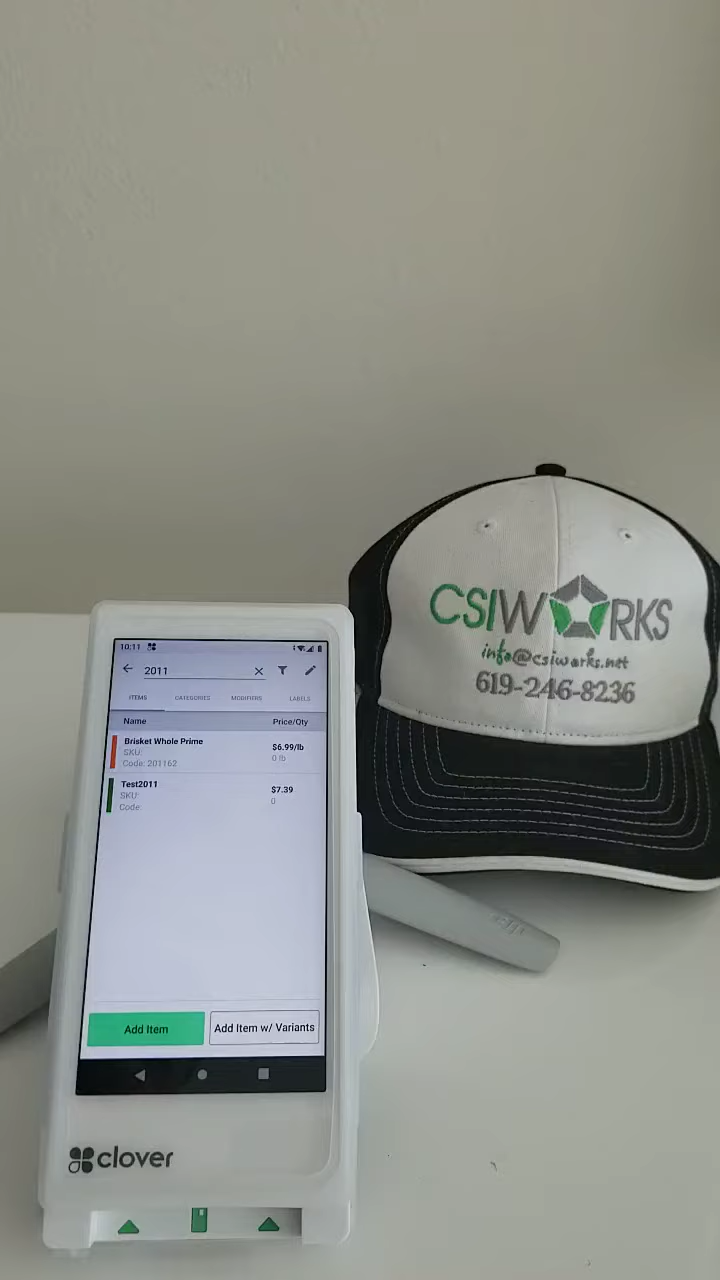 CSIWORKS
info@csiworks.net
619-246-8236
10:11
2011
ITEMS CATEGORIES MODIFIERS LABELS
Name Price/Qty
Brisket Whole Prime $6.99/lb
SKU: 0 lb
Code: 201162
Test2011 $7.39
SKU: 0
Code:
Add Item Add Item w/ Variants
clover